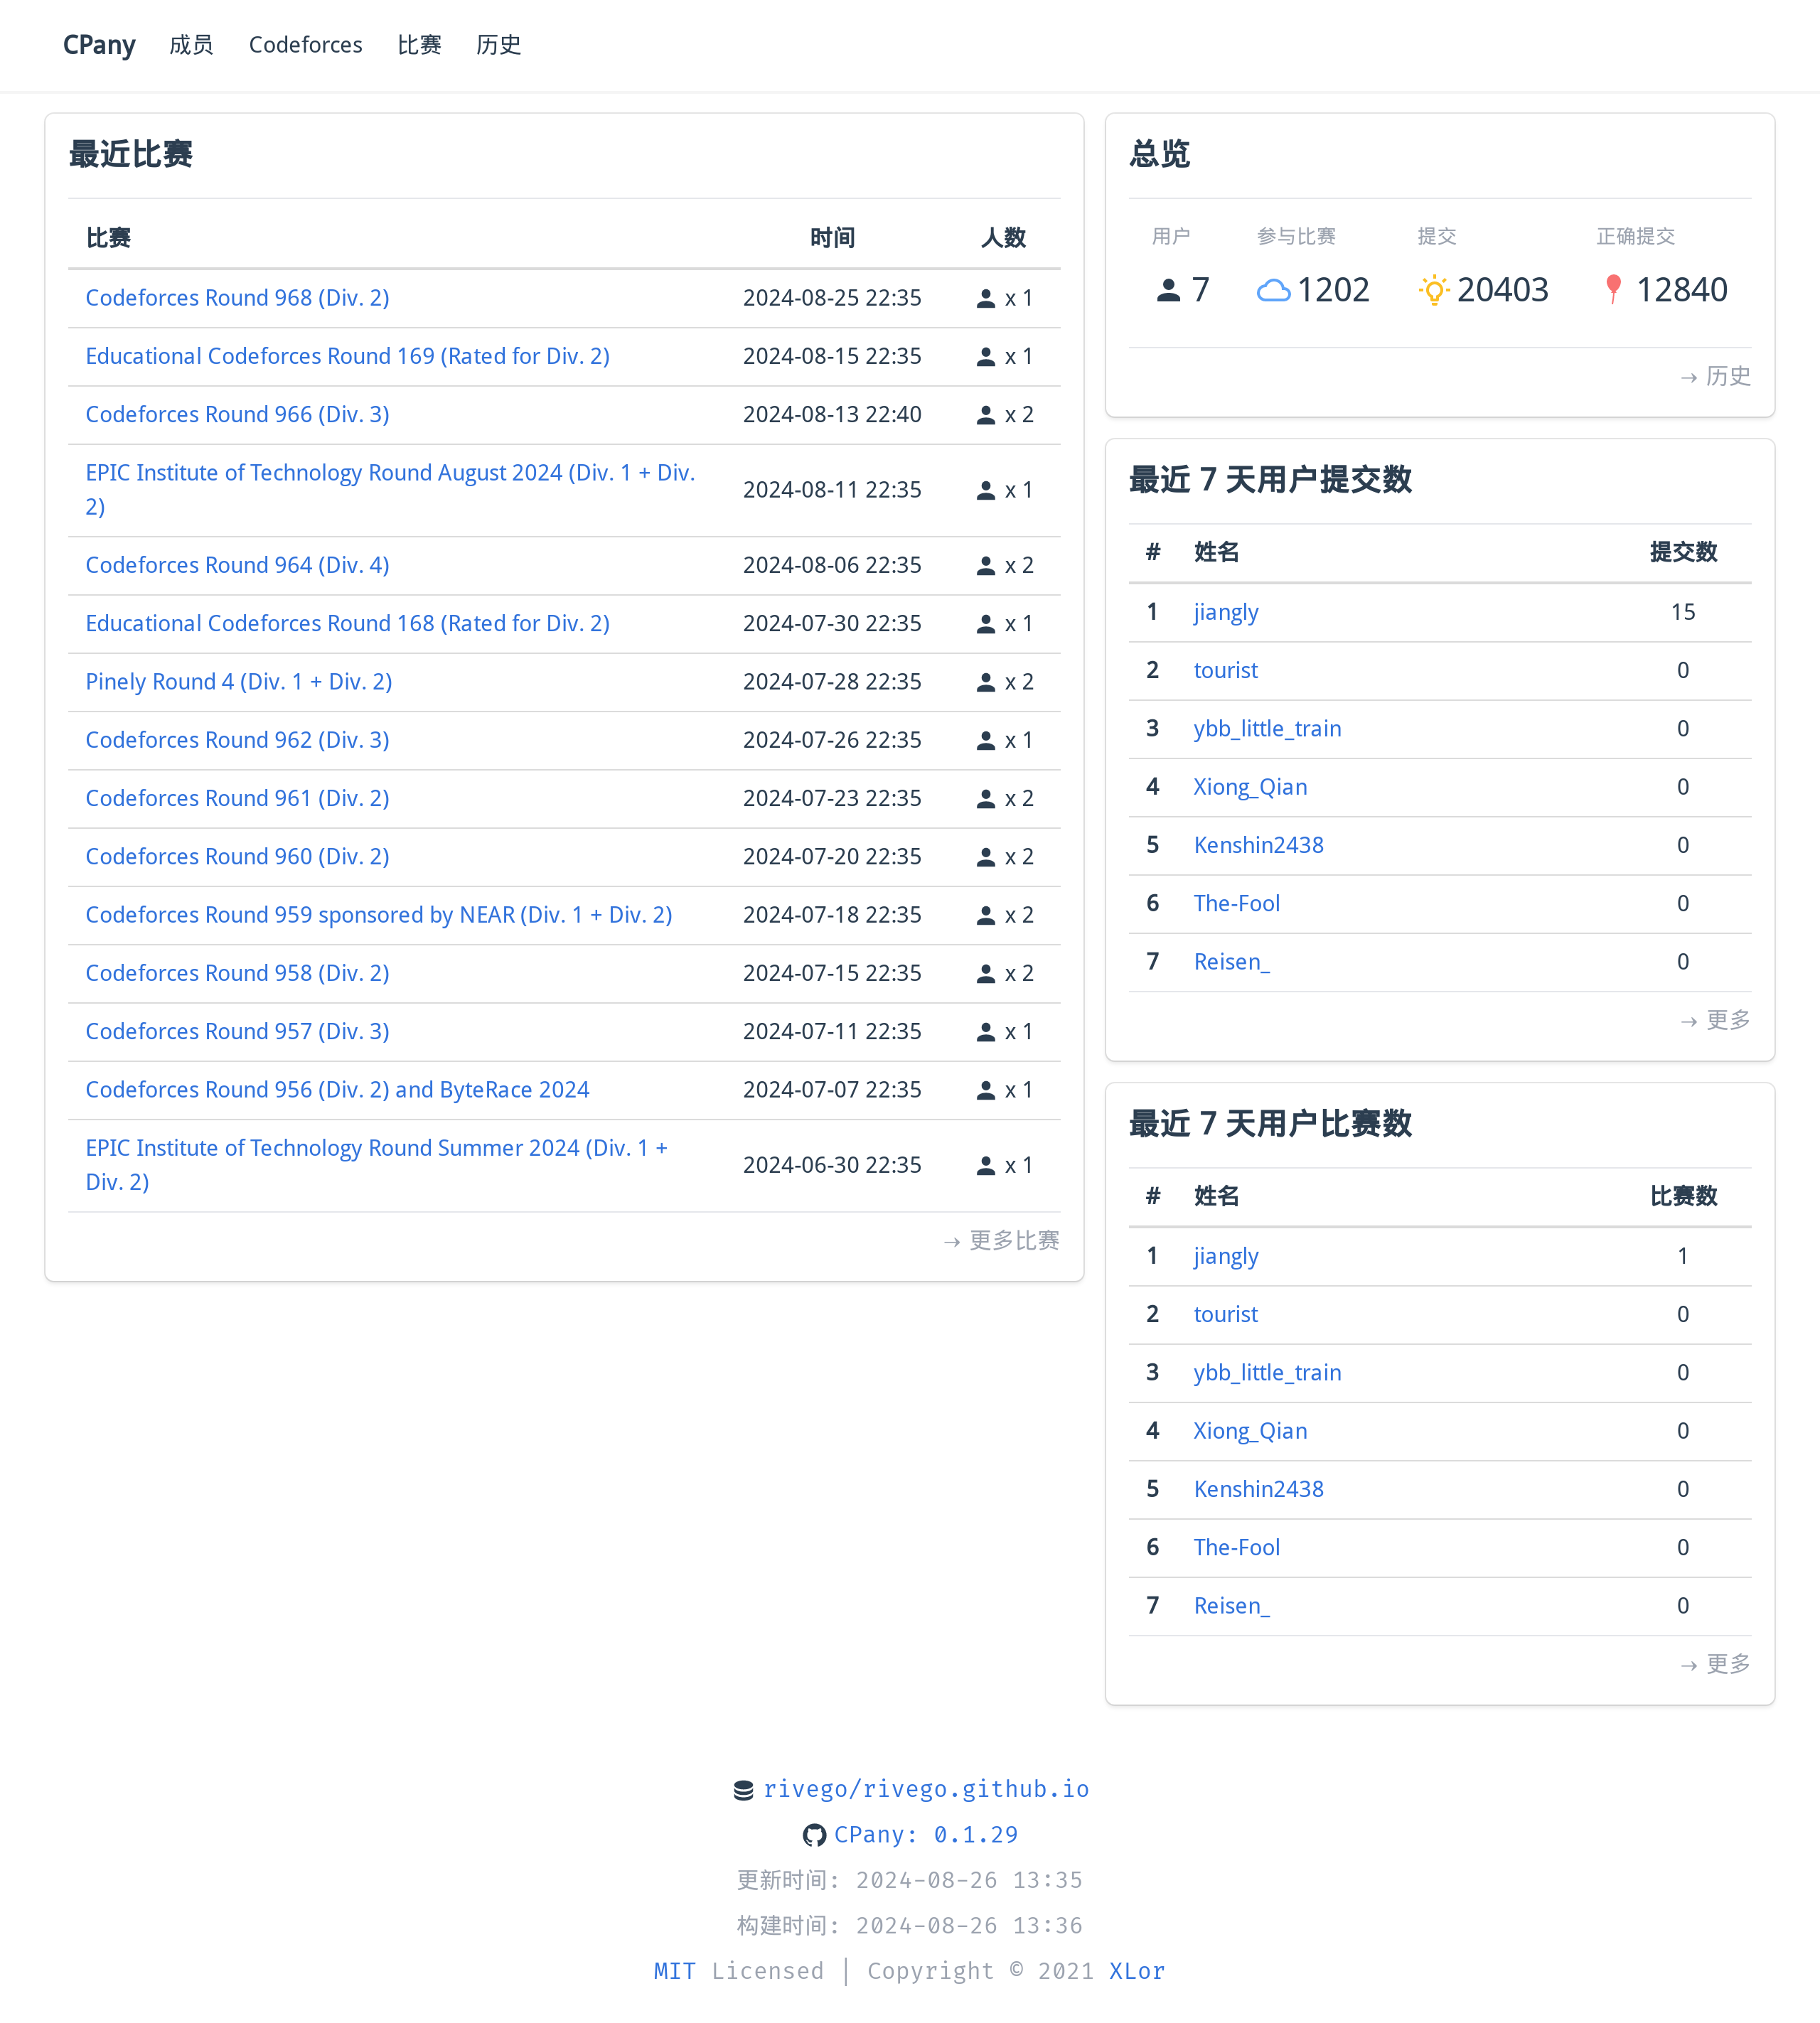 CPany 成员 Codeforces 比赛 历史
最近比赛
比赛 时间 人数
Codeforces Round 968 (Div. 2) 2024-08-25 22:35 x 1
Educational Codeforces Round 169 (Rated for Div. 2) 2024-08-15 22:35 x 1
Codeforces Round 966 (Div. 3) 2024-08-13 22:40 x 2
EPIC Institute of Technology Round August 2024 (Div. 1 + Div.
2) 2024-08-11 22:35 x 1
Codeforces Round 964 (Div. 4) 2024-08-06 22:35 x 2
Educational Codeforces Round 168 (Rated for Div. 2) 2024-07-30 22:35 x 1
Pinely Round 4 (Div. 1 + Div. 2) 2024-07-28 22:35 x 2
Codeforces Round 962 (Div. 3) 2024-07-26 22:35 x 1
Codeforces Round 961 (Div. 2) 2024-07-23 22:35 x 2
Codeforces Round 960 (Div. 2) 2024-07-20 22:35 x 2
Codeforces Round 959 sponsored by NEAR (Div. 1 + Div. 2) 2024-07-18 22:35 x 2
Codeforces Round 958 (Div. 2) 2024-07-15 22:35 x 2
Codeforces Round 957 (Div. 3) 2024-07-11 22:35 x 1
Codeforces Round 956 (Div. 2) and ByteRace 2024 2024-07-07 22:35 x 1
EPIC Institute of Technology Round Summer 2024 (Div. 1 +
Div. 2) 2024-06-30 22:35 x 1
→ 更多比赛
总览
用户 参与比赛 提交 正确提交
7 1202 20403 12840
→ 历史
最近 7 天用户提交数
# 姓名 提交数
1 jiangly 15
2 tourist 0
3 ybb_little_train 0
4 Xiong_Qian 0
5 Kenshin2438 0
6 The-Fool 0
7 Reisen_ 0
→ 更多
最近 7 天用户比赛数
# 姓名 比赛数
1 jiangly 1
2 tourist 0
3 ybb_little_train 0
4 Xiong_Qian 0
5 Kenshin2438 0
6 The-Fool 0
7 Reisen_ 0
→ 更多
rivego/rivego.github.io
CPany: 0.1.29
更新时间: 2024-08-26 13:35
构建时间: 2024-08-26 13:36
MIT Licensed | Copyright © 2021 XLor